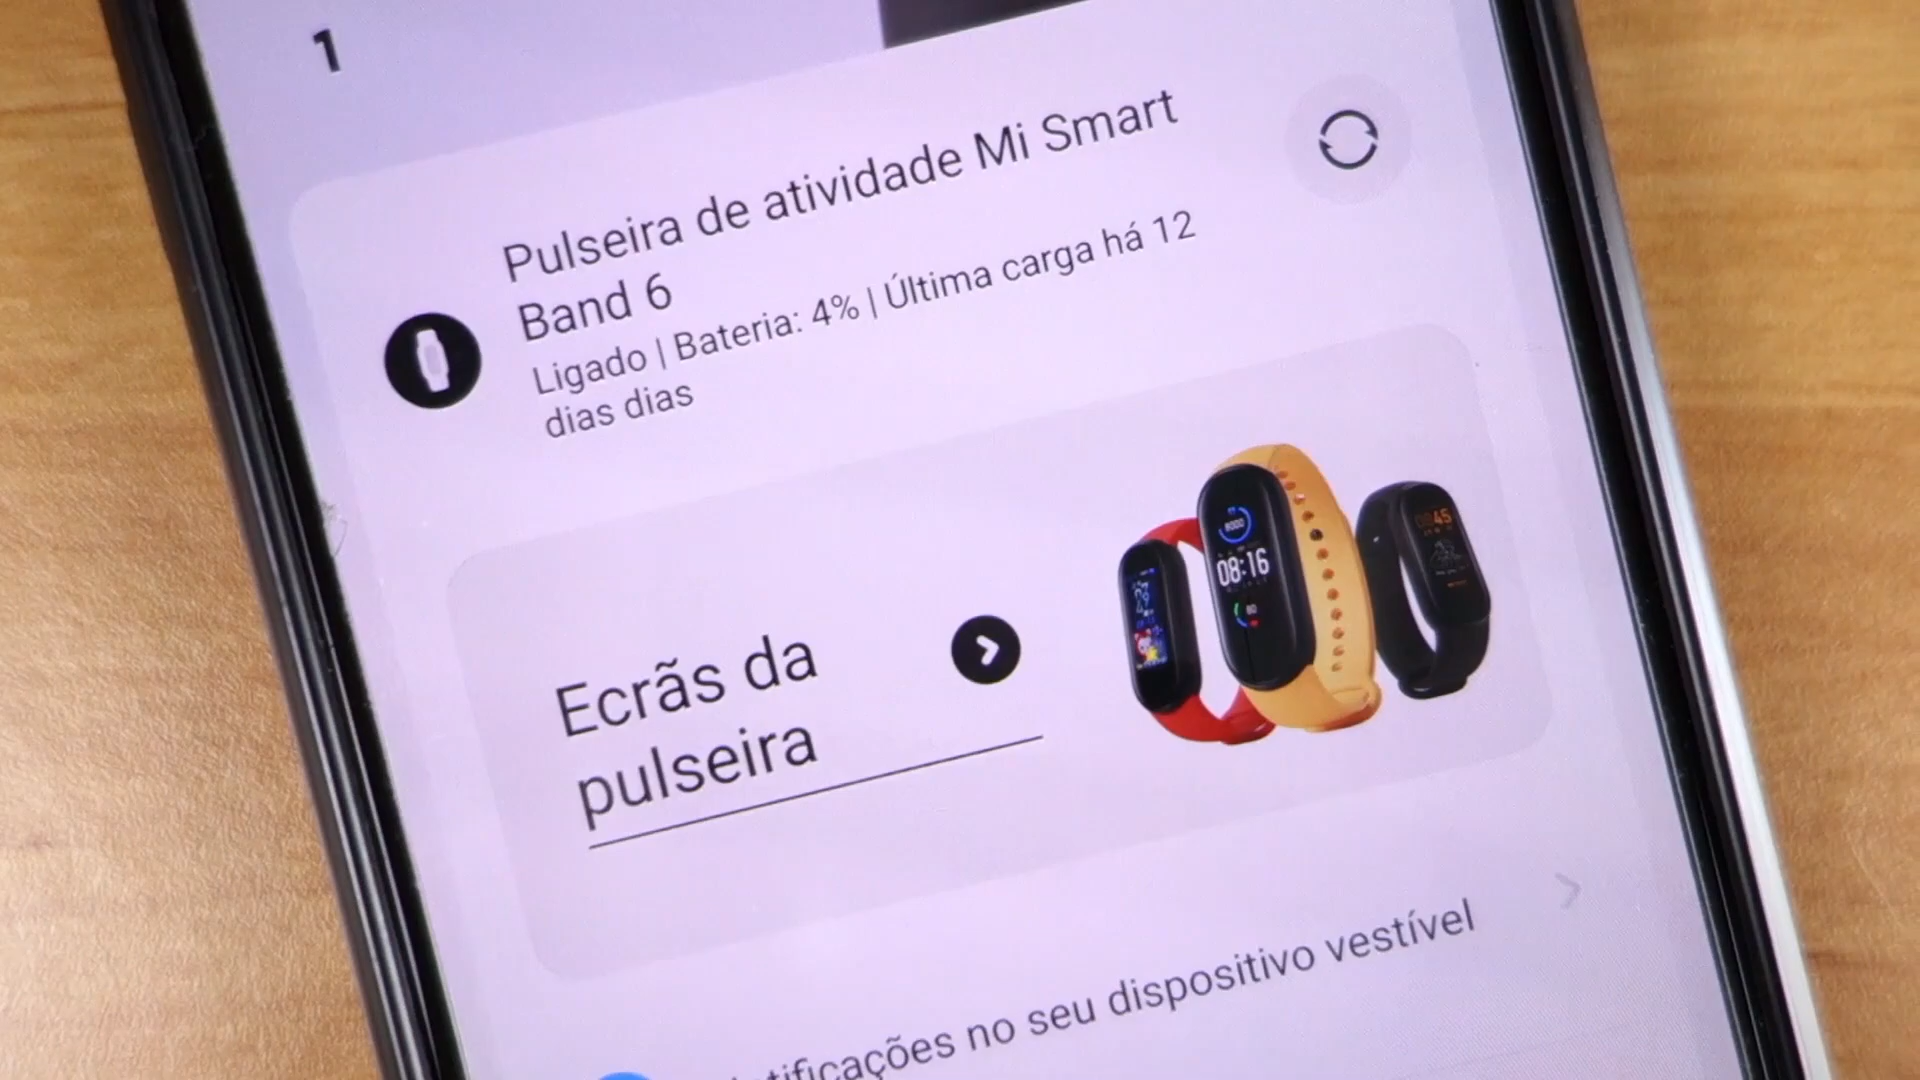 1
Pulseira de atividade Mi Smart
Band 6
Ligado | Bateria: 4% | Última carga há 12
dias dias
Ecrãs da
pulseira
08:16
notificações no seu dispositivo vestível